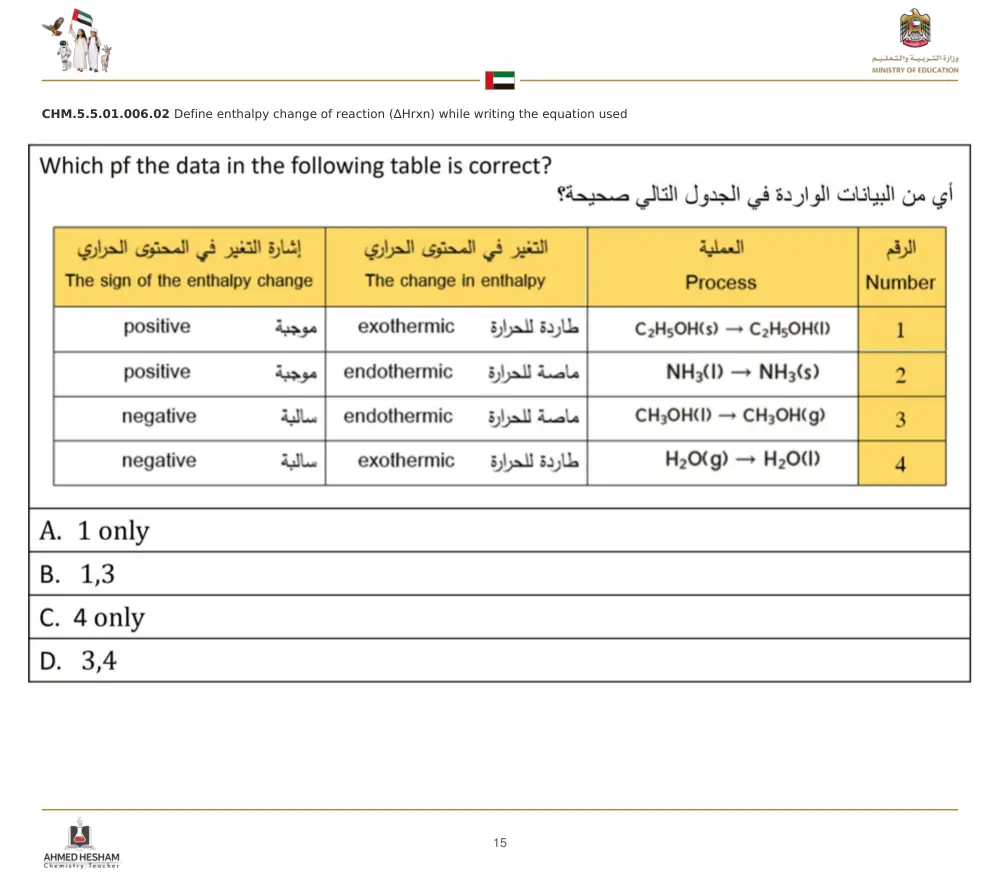 وزارة التربية والتعليم
MINISTRY OF EDUCATION
CHM.5.5.01.006.02 Define enthalpy change of reaction (ΔHrxn) while writing the equation used
Which pf the data in the following table is correct?
أي من البيانات الواردة في الجدول التالي صحيحة؟
إشارة التغير في المحتوى الحراري التغير في المحتوى الحراري العملية الرقم
The sign of the enthalpy change The change in enthalpy Process Number
positive موجبة exothermic طاردة للحرارة C₂H₅OH(s) → C₂H₅OH(l) 1
positive موجبة endothermic ماصة للحرارة NH₃(l) → NH₃(s) 2
negative سالبة endothermic ماصة للحرارة CH₃OH(l) → CH₃OH(g) 3
negative سالبة exothermic طاردة للحرارة H₂O(g) → H₂O(l) 4
A. 1 only
B. 1,3
C. 4 only
D. 3,4
AHMED HESHAM
Chemistry Teacher
15